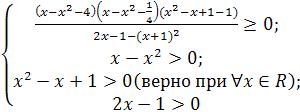 { (x−x²−4)(x−x²−1/4)(x²−x+1−1) / 2x−1−(x+1)² ≥ 0;
x − x² > 0;
x² − x + 1 > 0(верно при ∀x ∈ R);
2x − 1 > 0